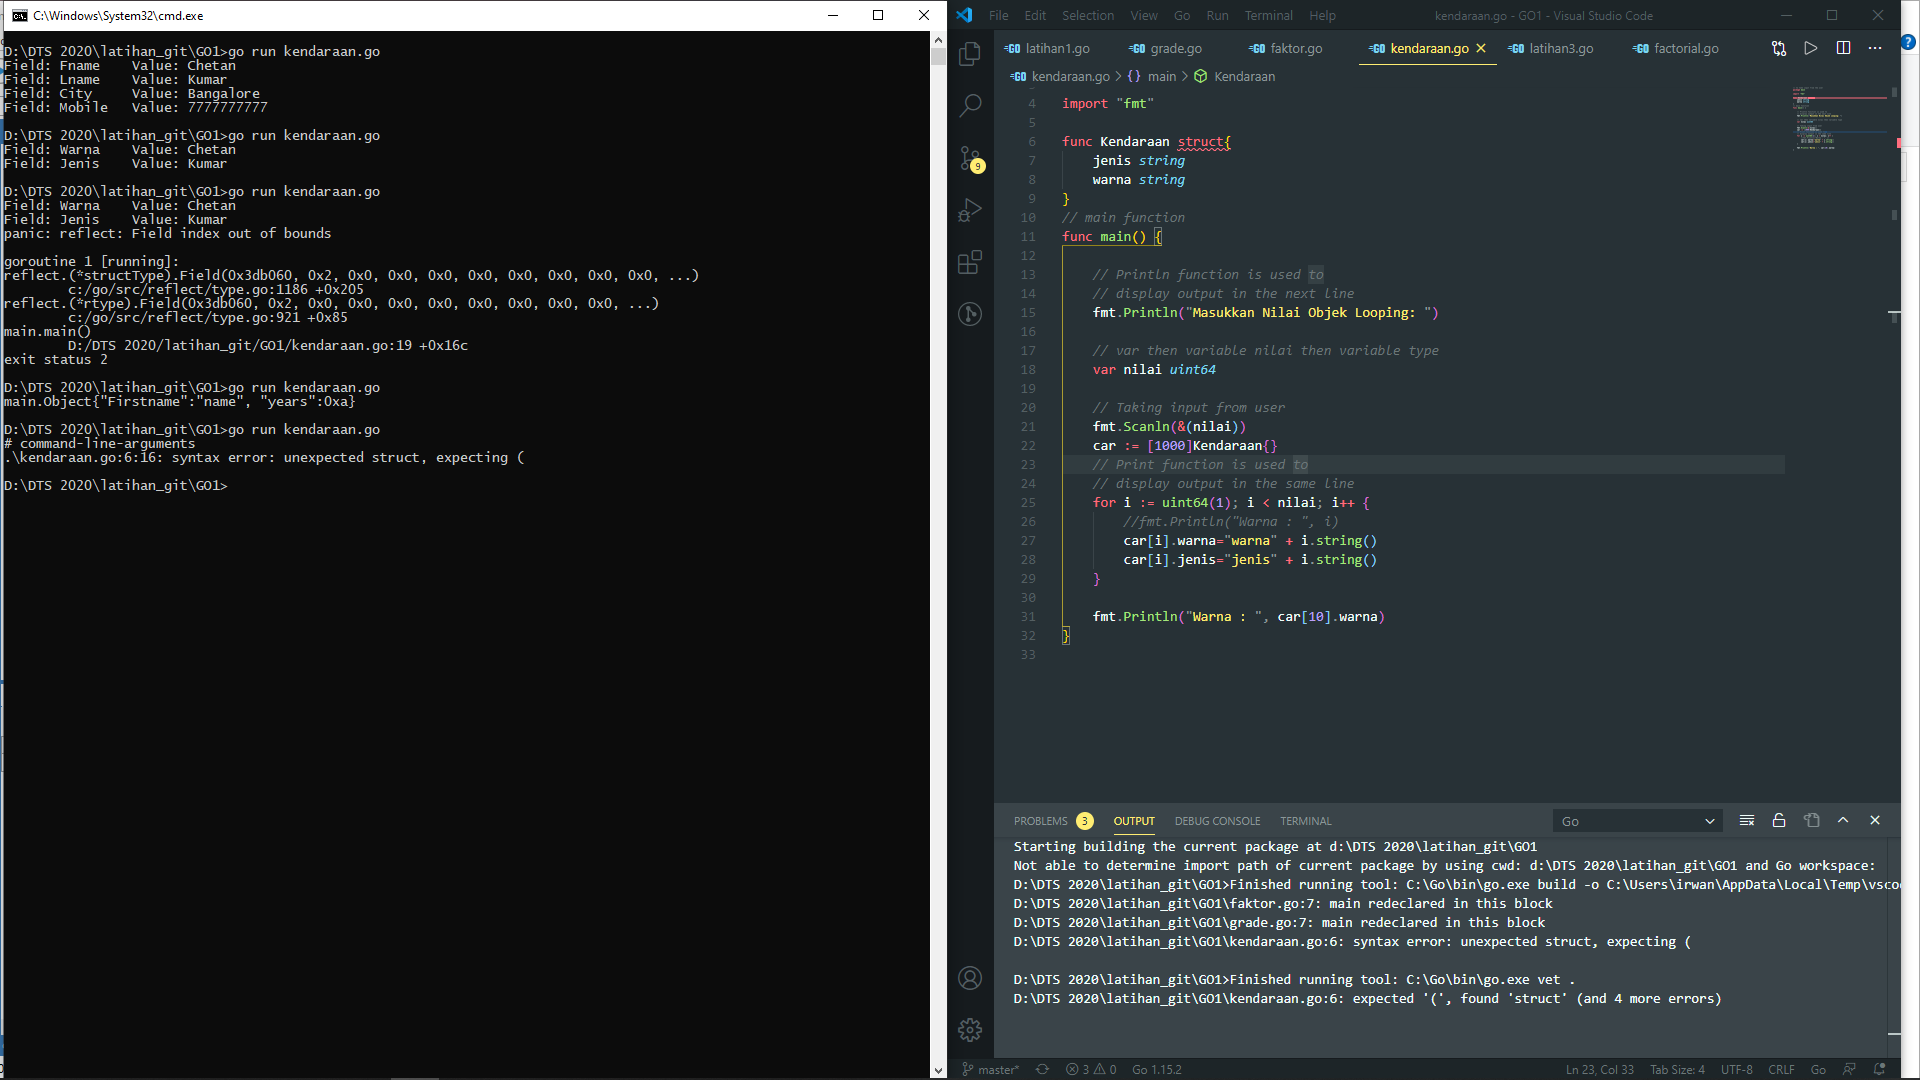 C:\Windows\System32\cmd.exe
D:\DTS 2020\latihan_git\GO1>go run kendaraan.go
Field: Fname    Value: Chetan
Field: Lname    Value: Kumar
Field: City     Value: Bangalore
Field: Mobile   Value: 7777777777
D:\DTS 2020\latihan_git\GO1>go run kendaraan.go
Field: Warna    Value: Chetan
Field: Jenis    Value: Kumar
D:\DTS 2020\latihan_git\GO1>go run kendaraan.go
Field: Warna    Value: Chetan
Field: Jenis    Value: Kumar
panic: reflect: Field index out of bounds
goroutine 1 [running]:
reflect.(*structType).Field(0x3db060, 0x2, 0x0, 0x0, 0x0, 0x0, 0x0, 0x0, 0x0, 0x0, ...)
        c:/go/src/reflect/type.go:1186 +0x205
reflect.(*rtype).Field(0x3db060, 0x2, 0x0, 0x0, 0x0, 0x0, 0x0, 0x0, 0x0, ...)
        c:/go/src/reflect/type.go:921 +0x85
main.main()
        D:/DTS 2020/latihan_git/GO1/kendaraan.go:19 +0x16c
exit status 2
D:\DTS 2020\latihan_git\GO1>go run kendaraan.go
main.Object{"Firstname":"name", "years":0xa}
D:\DTS 2020\latihan_git\GO1>go run kendaraan.go
# command-line-arguments
.\kendaraan.go:6:16: syntax error: unexpected struct, expecting (
D:\DTS 2020\latihan_git\GO1>
File Edit Selection View Go Run Terminal Help kendaraan.go - GO1 - Visual Studio Code
latihan1.go grade.go faktor.go kendaraan.go latihan3.go factorial.go
kendaraan.go > {} main > Kendaraan
4 import "fmt"
5
6 func Kendaraan struct{
7     jenis string
8     warna string
9 }
10 // main function
11 func main() {
12
13     // Println function is used to
14     // display output in the next line
15     fmt.Println("Masukkan Nilai Objek Looping: ")
16
17     // var then variable nilai then variable type
18     var nilai uint64
19
20     // Taking input from user
21     fmt.Scanln(&(nilai))
22     car := [1000]Kendaraan{}
23     // Print function is used to
24     // display output in the same line
25     for i := uint64(1); i < nilai; i++ {
26         //fmt.Println("Warna : ", i)
27         car[i].warna="warna" + i.string()
28         car[i].jenis="jenis" + i.string()
29     }
30
31     fmt.Println("Warna : ", car[10].warna)
32 }
33
9
PROBLEMS 3 OUTPUT DEBUG CONSOLE TERMINAL Go
Starting building the current package at d:\DTS 2020\latihan_git\GO1
Not able to determine import path of current package by using cwd: d:\DTS 2020\latihan_git\GO1 and Go workspace:
D:\DTS 2020\latihan_git\GO1>Finished running tool: C:\Go\bin\go.exe build -o C:\Users\irwan\AppData\Local\Temp\vsco
D:\DTS 2020\latihan_git\GO1\faktor.go:7: main redeclared in this block
D:\DTS 2020\latihan_git\GO1\grade.go:7: main redeclared in this block
D:\DTS 2020\latihan_git\GO1\kendaraan.go:6: syntax error: unexpected struct, expecting (
D:\DTS 2020\latihan_git\GO1>Finished running tool: C:\Go\bin\go.exe vet .
D:\DTS 2020\latihan_git\GO1\kendaraan.go:6: expected '(', found 'struct' (and 4 more errors)
master* 3 0 Go 1.15.2 Ln 23, Col 33 Tab Size: 4 UTF-8 CRLF Go